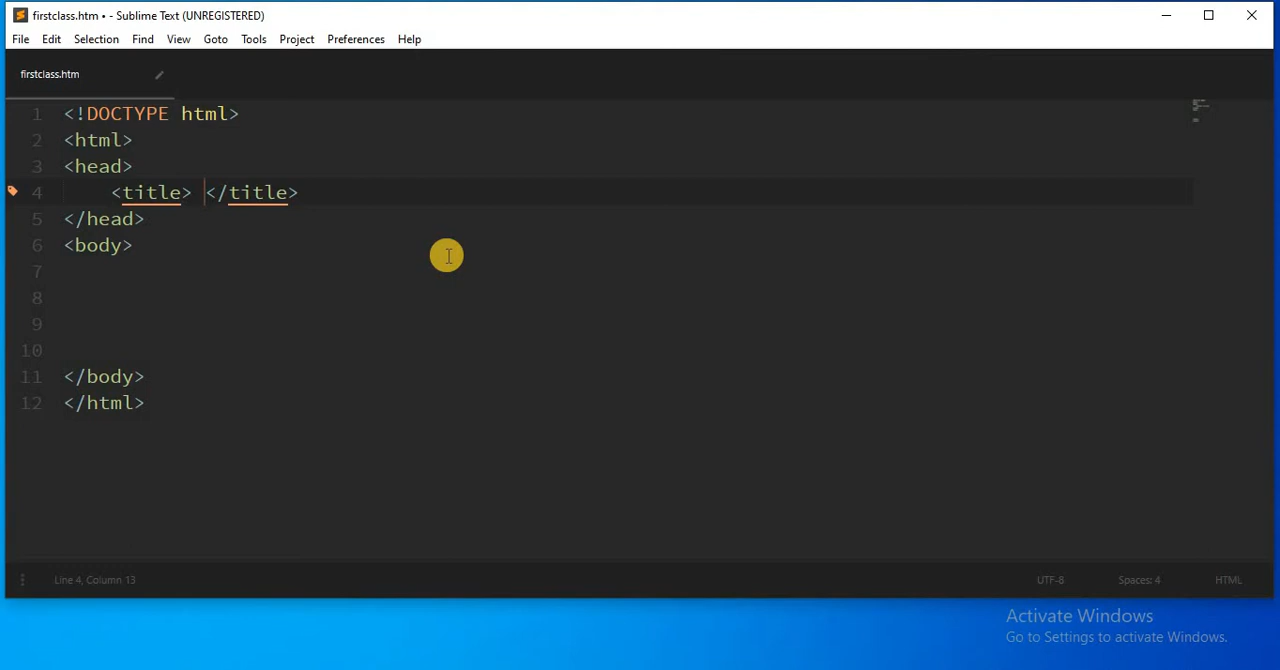 firstclass.htm • - Sublime Text (UNREGISTERED)
File Edit Selection Find View Goto Tools Project Preferences Help
firstclass.htm
1 <!DOCTYPE html>
2 <html>
3 <head>
4     <title> </title>
5 </head>
6 <body>
7
8
9
10
11 </body>
12 </html>
Line 4, Column 13 UTF-8 Spaces: 4 HTML
Activate Windows
Go to Settings to activate Windows.